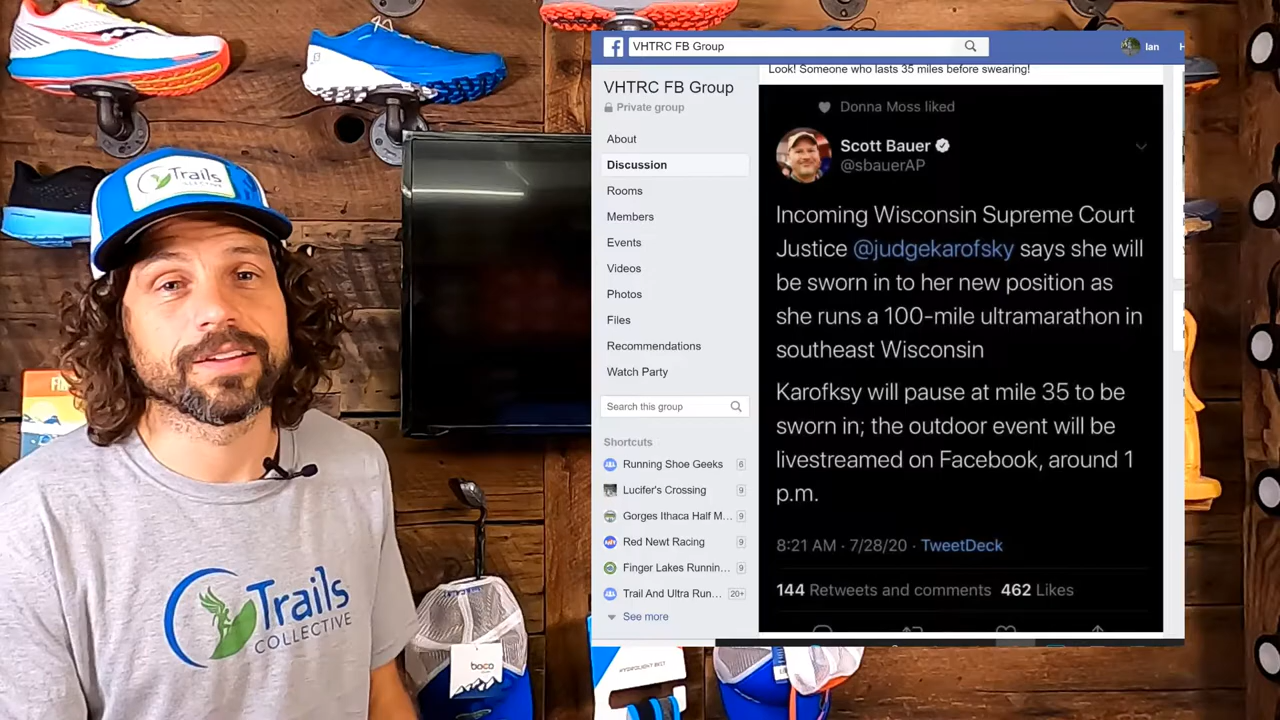 VHTRC FB Group
Ian
H
Look! Someone who lasts 35 miles before swearing!
VHTRC FB Group
Private group
About
Discussion
Rooms
Members
Events
Videos
Photos
Files
Recommendations
Watch Party
Search this group
Shortcuts
Running Shoe Geeks 6
Lucifer's Crossing 9
Gorges Ithaca Half M... 9
Red Newt Racing 9
Finger Lakes Runnin... 9
Trail And Ultra Run... 20+
See more
Donna Moss liked
Scott Bauer
@sbauerAP
Incoming Wisconsin Supreme Court
Justice @judgekarofsky says she will
be sworn in to her new position as
she runs a 100-mile ultramarathon in
southeast Wisconsin
Karofksy will pause at mile 35 to be
sworn in; the outdoor event will be
livestreamed on Facebook, around 1
p.m.
8:21 AM · 7/28/20 · TweetDeck
144 Retweets and comments 462 Likes
Trails
COLLECTIVE
Trails
COLLECTIVE
boco